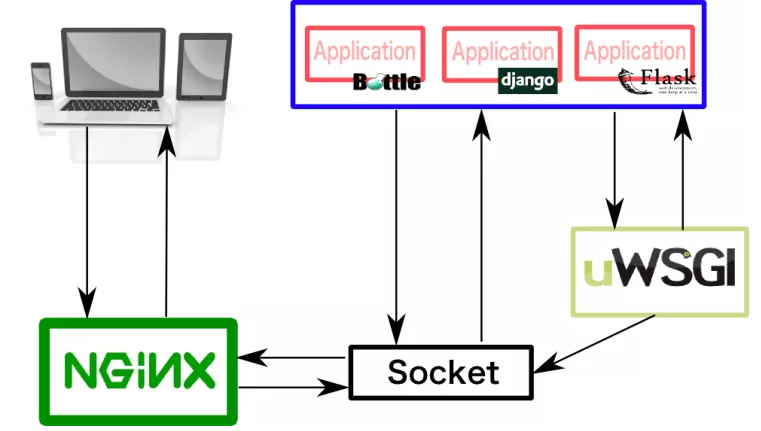 Application
Bottle
Application
django
Application
Flask
web development,
one drop at a time
uWSGI
NGiNX
Socket